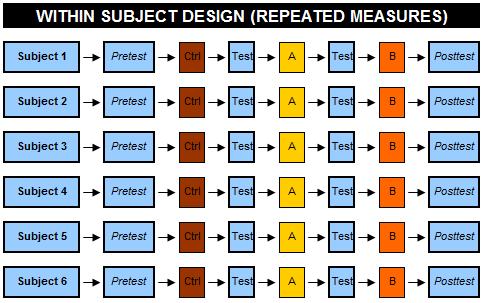 WITHIN SUBJECT DESIGN (REPEATED MEASURES)
Subject 1 Pretest Ctrl Test A Test B Posttest
Subject 2 Pretest Ctrl Test A Test B Posttest
Subject 3 Pretest Ctrl Test A Test B Posttest
Subject 4 Pretest Ctrl Test A Test B Posttest
Subject 5 Pretest Ctrl Test A Test B Posttest
Subject 6 Pretest Ctrl Test A Test B Posttest